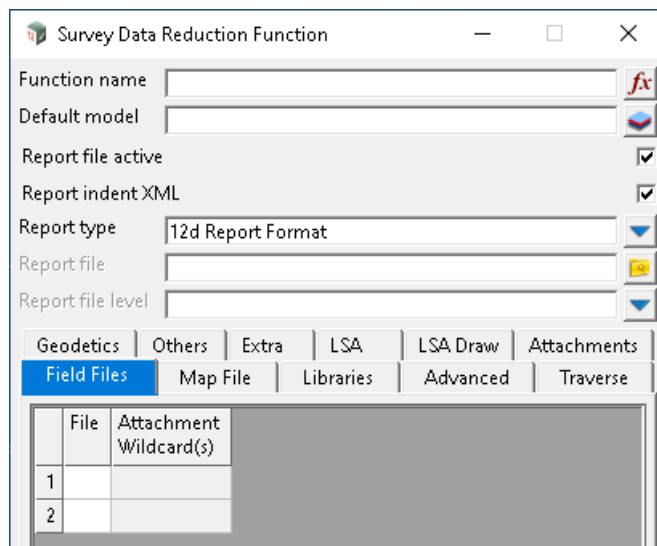 Survey Data Reduction Function
Function name
fx
Default model
Report file active
Report indent XML
Report type 12d Report Format
Report file
Report file level
Geodetics Others Extra LSA LSA Draw Attachments
Field Files Map File Libraries Advanced Traverse
File Attachment
Wildcard(s)
1
2